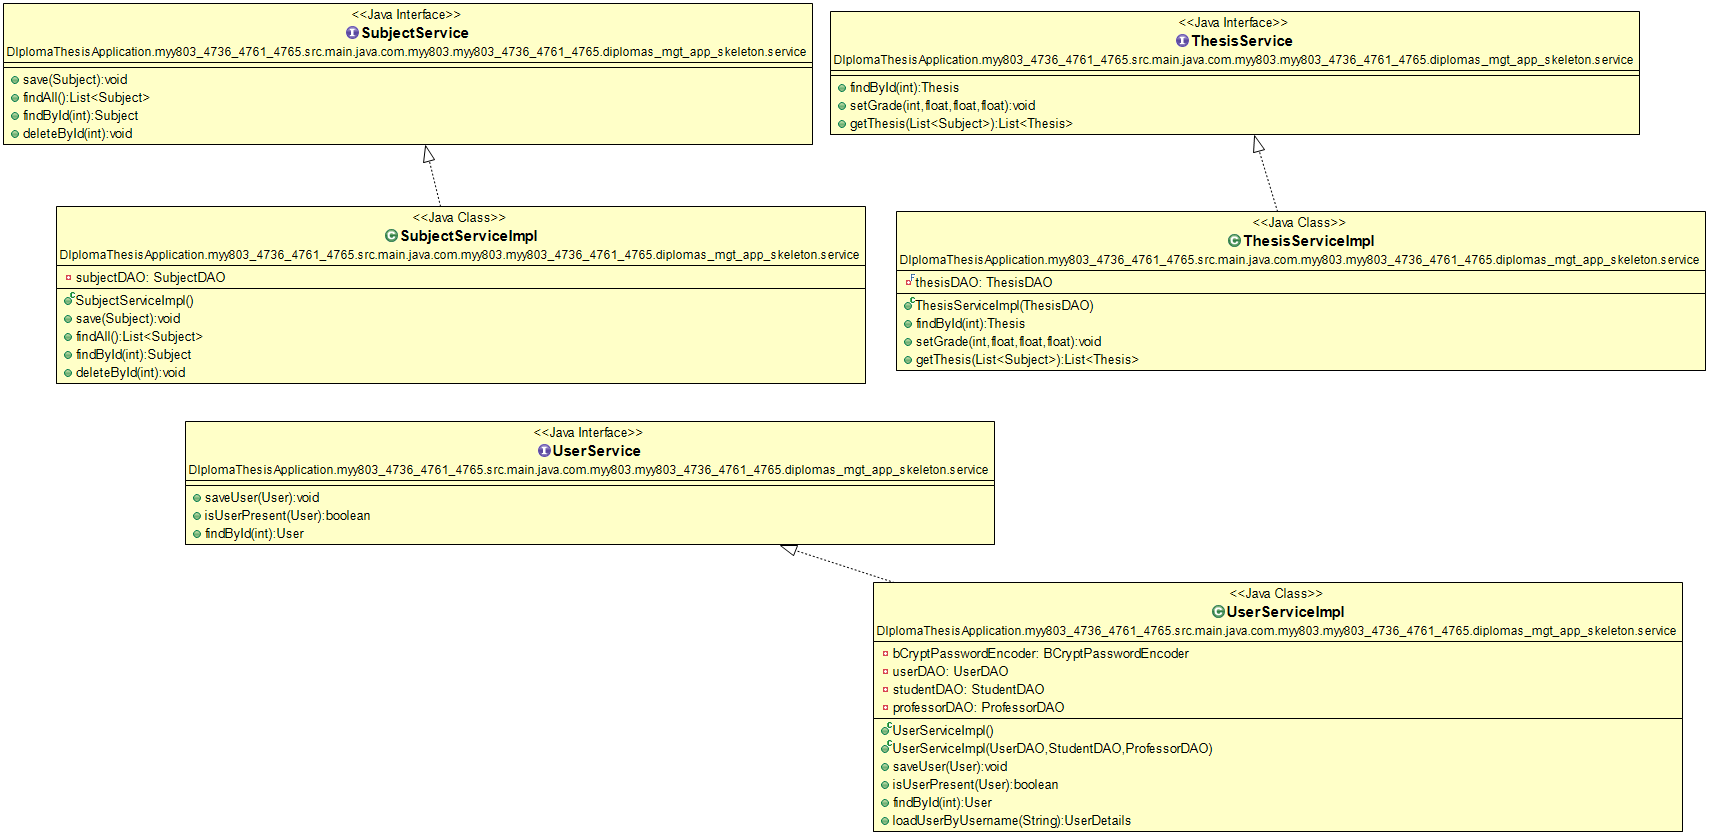 <<Java Interface>>
SubjectService
DIplomaThesisApplication.myy803_4736_4761_4765.src.main.java.com.myy803.myy803_4736_4761_4765.diplomas_mgt_app_skeleton.service
save(Subject):void
findAll():List<Subject>
findById(int):Subject
deleteById(int):void
<<Java Interface>>
ThesisService
DIplomaThesisApplication.myy803_4736_4761_4765.src.main.java.com.myy803.myy803_4736_4761_4765.diplomas_mgt_app_skeleton.service
findById(int):Thesis
setGrade(int,float,float,float):void
getThesis(List<Subject>):List<Thesis>
<<Java Class>>
SubjectServiceImpl
DIplomaThesisApplication.myy803_4736_4761_4765.src.main.java.com.myy803.myy803_4736_4761_4765.diplomas_mgt_app_skeleton.service
subjectDAO: SubjectDAO
SubjectServiceImpl()
save(Subject):void
findAll():List<Subject>
findById(int):Subject
deleteById(int):void
<<Java Class>>
ThesisServiceImpl
DIplomaThesisApplication.myy803_4736_4761_4765.src.main.java.com.myy803.myy803_4736_4761_4765.diplomas_mgt_app_skeleton.service
thesisDAO: ThesisDAO
ThesisServiceImpl(ThesisDAO)
findById(int):Thesis
setGrade(int,float,float,float):void
getThesis(List<Subject>):List<Thesis>
<<Java Interface>>
UserService
DIplomaThesisApplication.myy803_4736_4761_4765.src.main.java.com.myy803.myy803_4736_4761_4765.diplomas_mgt_app_skeleton.service
saveUser(User):void
isUserPresent(User):boolean
findById(int):User
<<Java Class>>
UserServiceImpl
DIplomaThesisApplication.myy803_4736_4761_4765.src.main.java.com.myy803.myy803_4736_4761_4765.diplomas_mgt_app_skeleton.service
bCryptPasswordEncoder: BCryptPasswordEncoder
userDAO: UserDAO
studentDAO: StudentDAO
professorDAO: ProfessorDAO
UserServiceImpl()
UserServiceImpl(UserDAO,StudentDAO,ProfessorDAO)
saveUser(User):void
isUserPresent(User):boolean
findById(int):User
loadUserByUsername(String):UserDetails